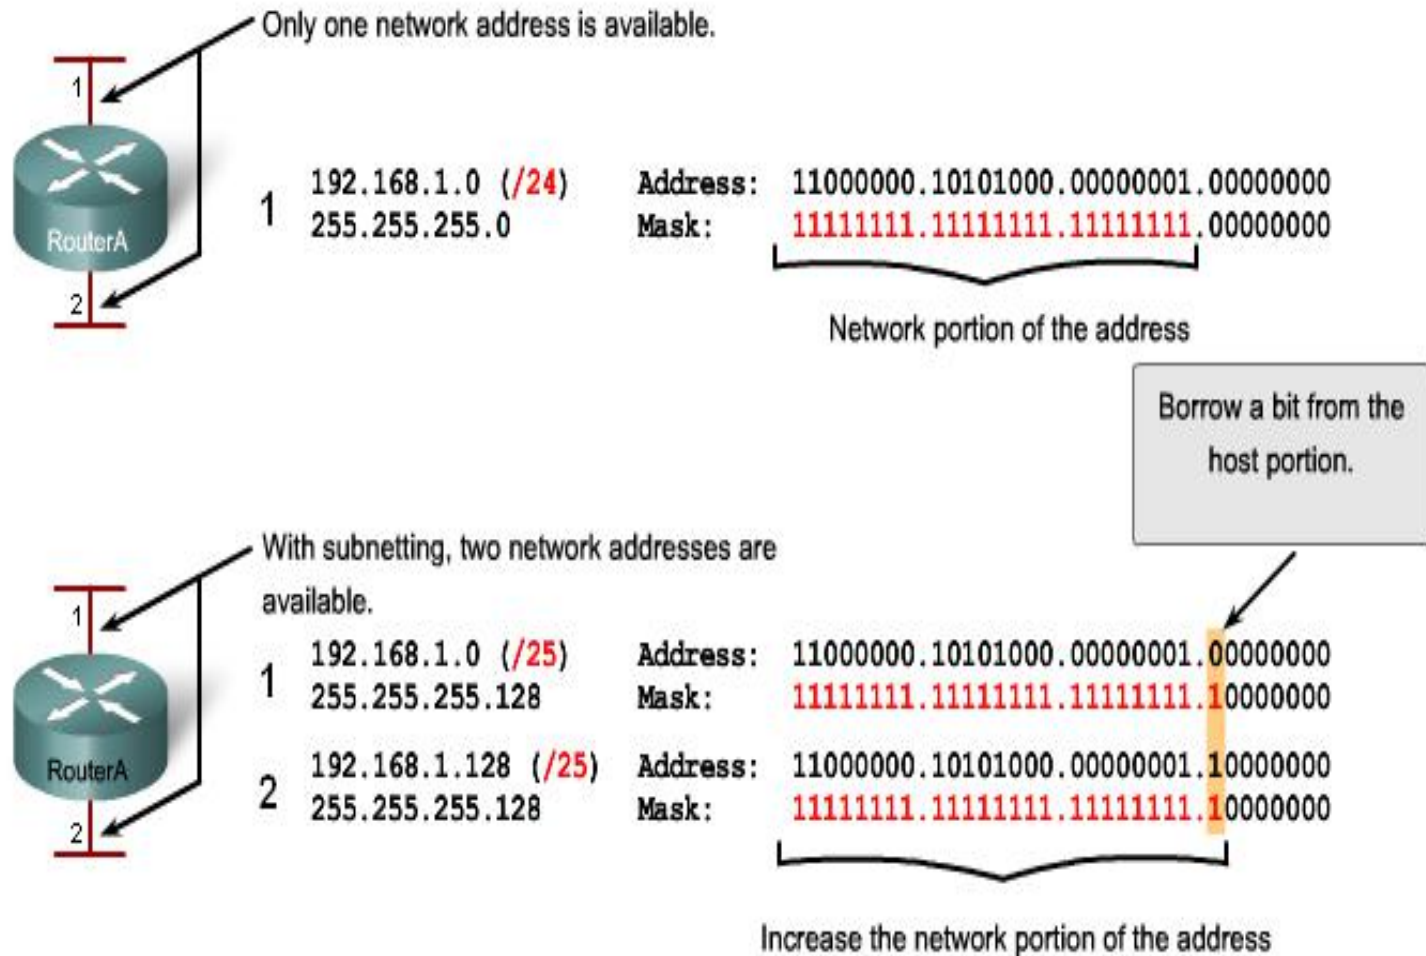 Only one network address is available.
1
RouterA
2
1
192.168.1.0 (/24) Address: 11000000.10101000.00000001.00000000
255.255.255.0 Mask: 11111111.11111111.11111111.00000000
Network portion of the address
Borrow a bit from the
host portion.
With subnetting, two network addresses are
available.
1
RouterA
2
1
192.168.1.0 (/25) Address: 11000000.10101000.00000001.00000000
255.255.255.128 Mask: 11111111.11111111.11111111.10000000
2
192.168.1.128 (/25) Address: 11000000.10101000.00000001.10000000
255.255.255.128 Mask: 11111111.11111111.11111111.10000000
Increase the network portion of the address